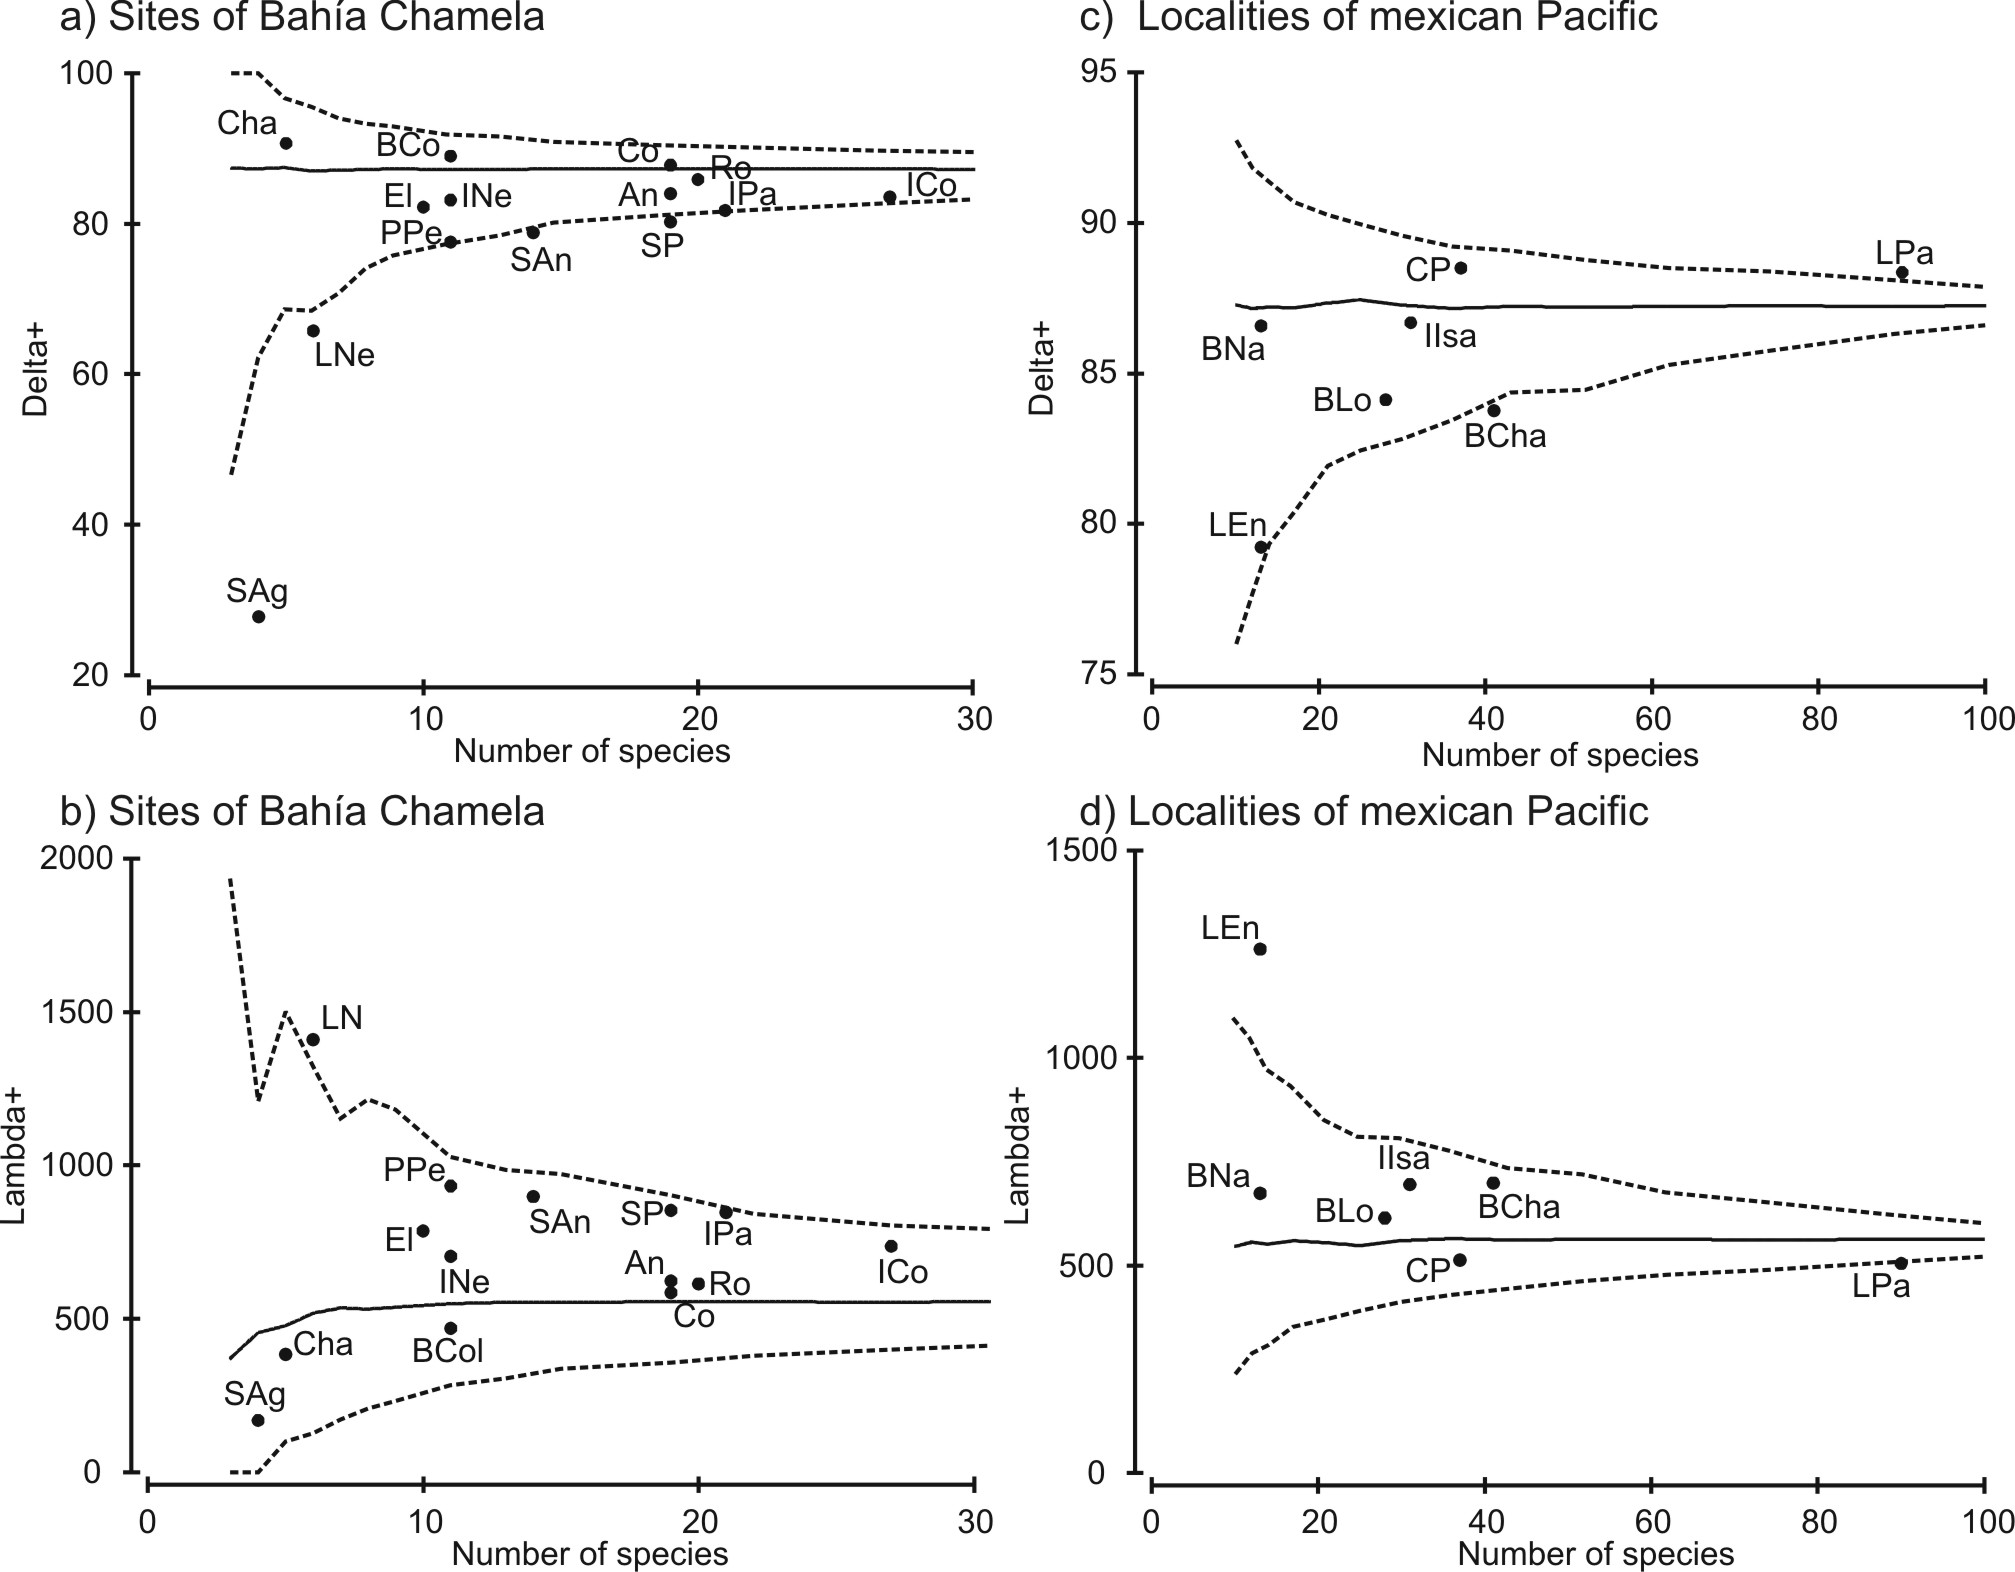 a) Sites of Bahía Chamela
100
80
60
40
20
Delta+
Cha
BCo
Co
Ro
EI
INe
An
IPa
ICo
PPe
SAn
SP
LNe
SAg
0
10
20
30
Number of species
c) Localities of mexican Pacific
95
90
85
80
75
Delta+
CP
LPa
BNa
IIsa
BLo
BCha
LEn
0
20
40
60
80
100
Number of species
b) Sites of Bahía Chamela
2000
1500
1000
500
0
Lambda+
LN
PPe
SAn
SP
IPa
EI
INe
An
Ro
ICo
Co
Cha
BCol
SAg
0
10
20
30
Number of species
d) Localities of mexican Pacific
1500
1000
500
0
Lambda+
LEn
IIsa
BNa
BLo
BCha
CP
LPa
0
20
40
60
80
100
Number of species